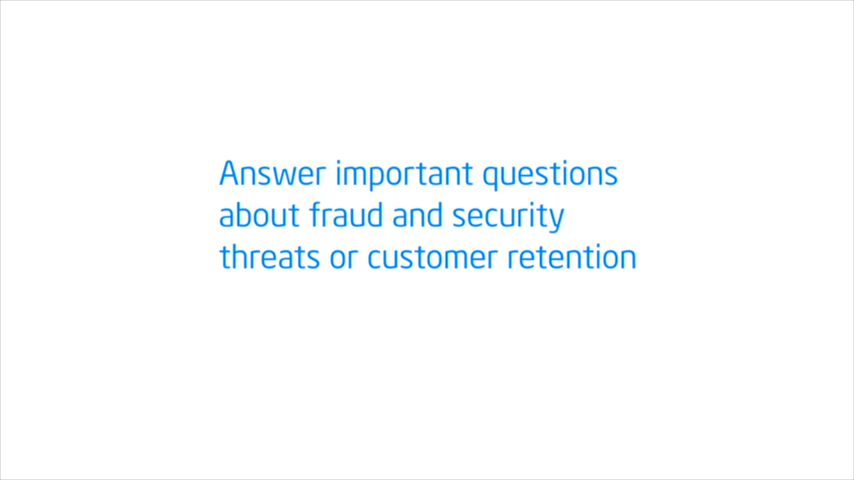 Answer important questions
about fraud and security
threats or customer retention